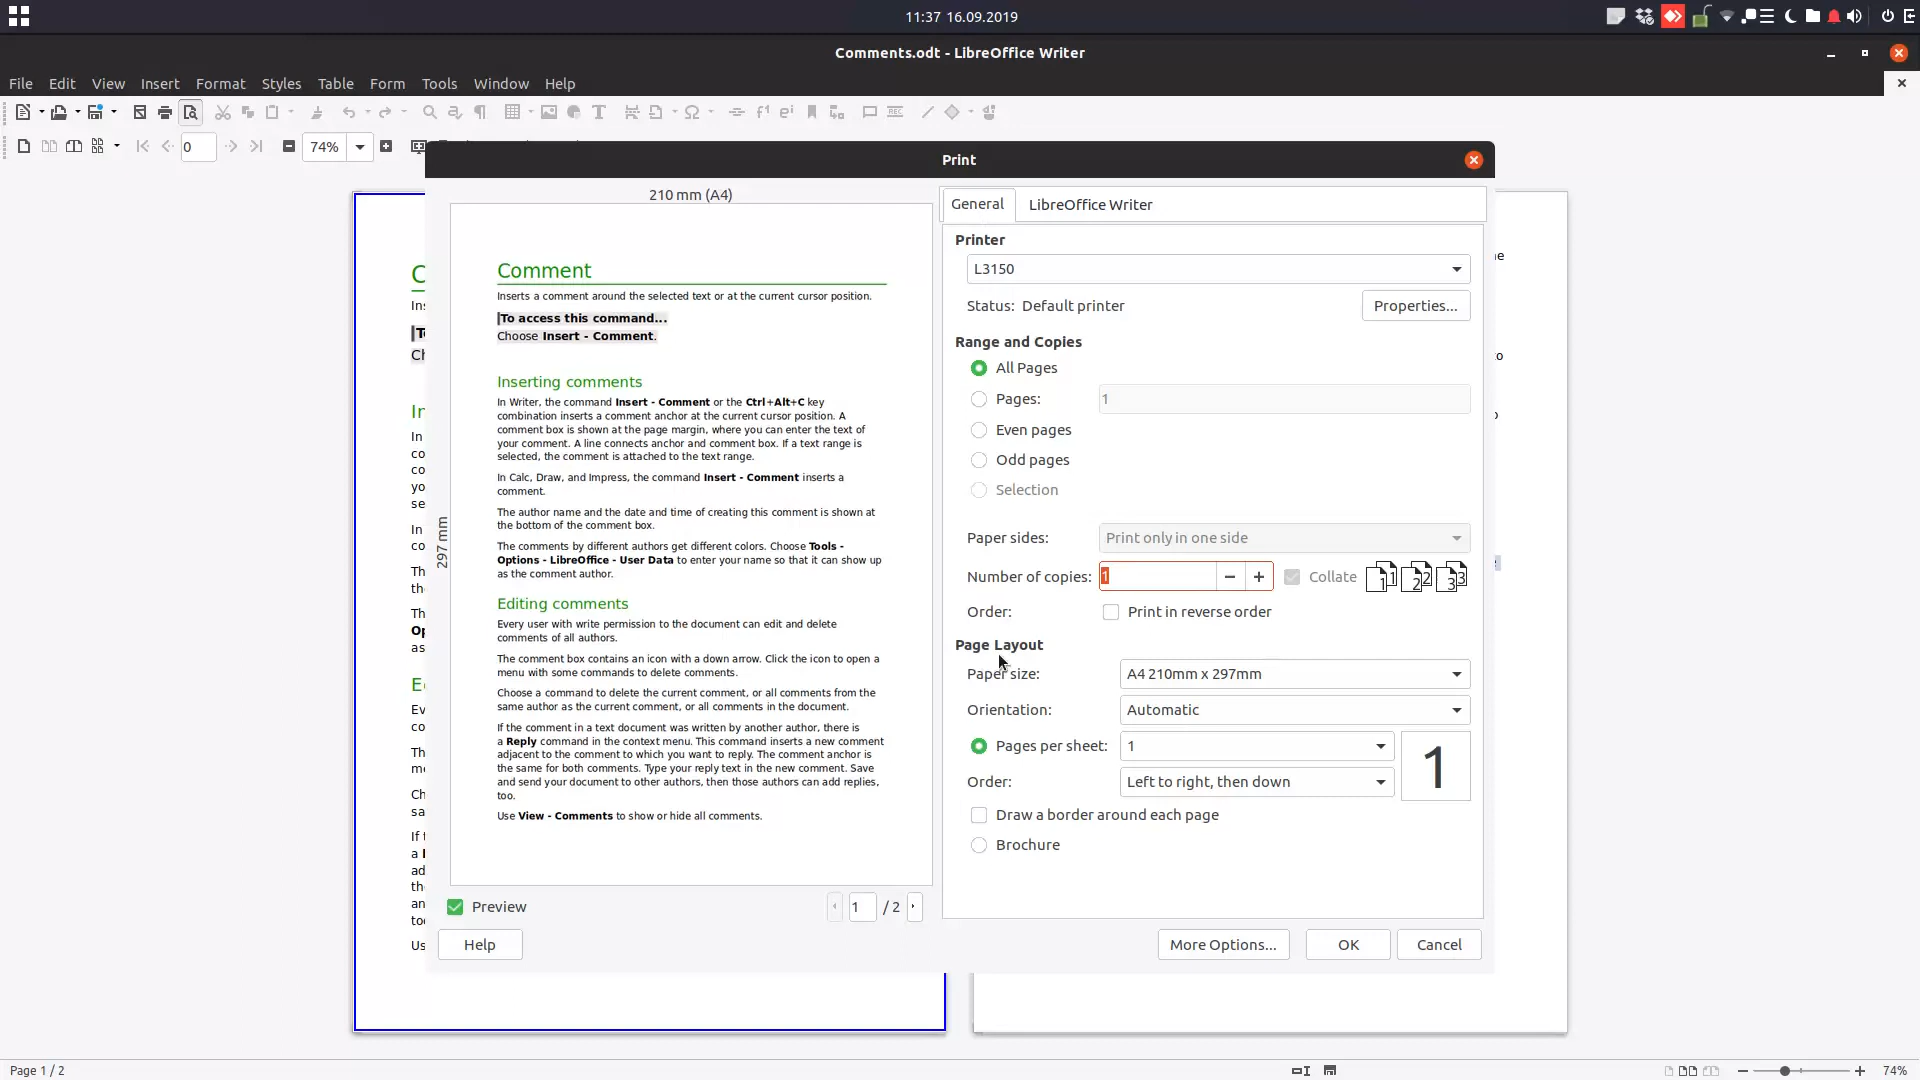 11:37 16.09.2019
Comments.odt - LibreOffice Writer
File Edit View Insert Format Styles Table Form Tools Window Help
0
74%
Print
210 mm (A4)
297 mm
Comment
Inserts a comment around the selected text or at the current cursor position.
To access this command...
Choose Insert - Comment.
Inserting comments
In Writer, the command Insert - Comment or the Ctrl+Alt+C key
combination inserts a comment anchor at the current cursor position. A
comment box is shown at the page margin, where you can enter the text of
your comment. A line connects anchor and comment box. If a text range is
selected, the comment is attached to the text range.
In Calc, Draw, and Impress, the command Insert - Comment inserts a
comment.
The author name and the date and time of creating this comment is shown at
the bottom of the comment box.
The comments by different authors get different colors. Choose Tools -
Options - LibreOffice - User Data to enter your name so that it can show up
as the comment author.
Editing comments
Every user with write permission to the document can edit and delete
comments of all authors.
The comment box contains an icon with a down arrow. Click the icon to open a
menu with some commands to delete comments.
Choose a command to delete the current comment, or all comments from the
same author as the current comment, or all comments in the document.
If the comment in a text document was written by another author, there is
a Reply command in the context menu. This command inserts a new comment
adjacent to the comment to which you want to reply. The comment anchor is
the same for both comments. Type your reply text in the new comment. Save
and send your document to other authors, then those authors can add replies,
too.
Use View - Comments to show or hide all comments.
Preview
1 / 2
Help
General LibreOffice Writer
Printer
L3150
Status: Default printer Properties...
Range and Copies
All Pages
Pages: 1
Even pages
Odd pages
Selection
Paper sides: Print only in one side
Number of copies: 1 Collate 1 1 2 2 3 3
Order: Print in reverse order
Page Layout
Paper size: A4 210mm x 297mm
Orientation: Automatic
Pages per sheet: 1
Order: Left to right, then down
1
Draw a border around each page
Brochure
More Options... OK Cancel
Page 1 / 2
74%